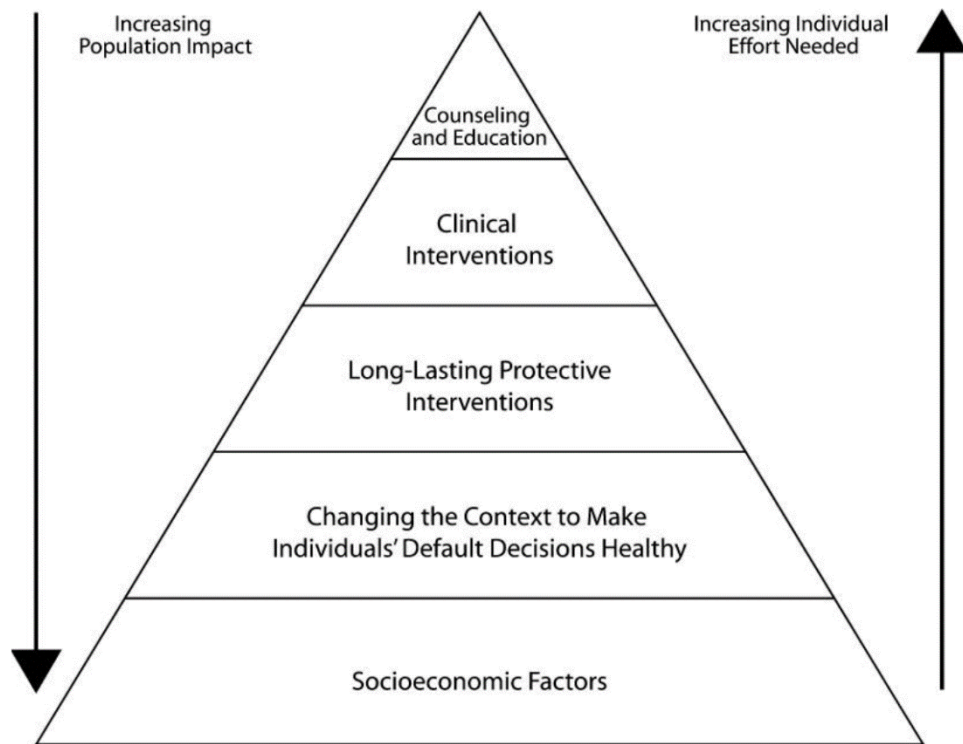 Increasing
Population Impact
Increasing Individual
Effort Needed
Counseling
and Education
Clinical
Interventions
Long-Lasting Protective
Interventions
Changing the Context to Make
Individuals’ Default Decisions Healthy
Socioeconomic Factors